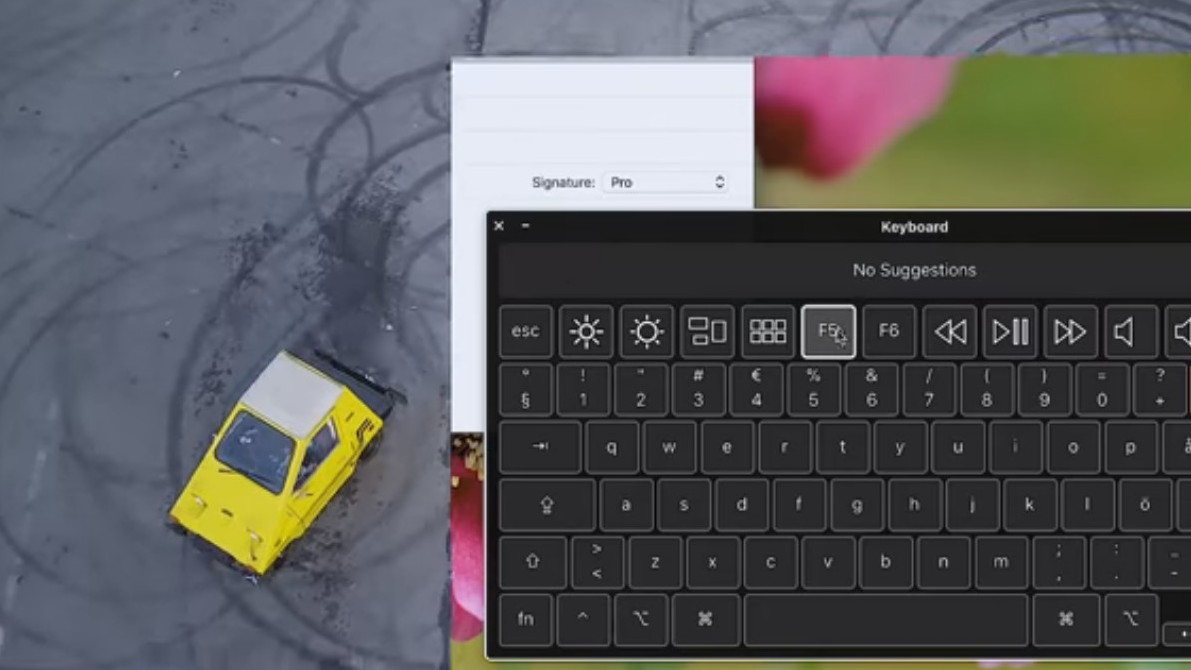 Signature: Pro
Keyboard
No Suggestions
esc F5 F6
° ! " # € % & / ( ) = ?
§ 1 2 3 4 5 6 7 8 9 0 +
q w e r t y u i o p å
a s d f g h j k l ö
> ; : _
< z x c v b n m , . -
fn ^ ⌥ ⌘ ⌘ ⌥